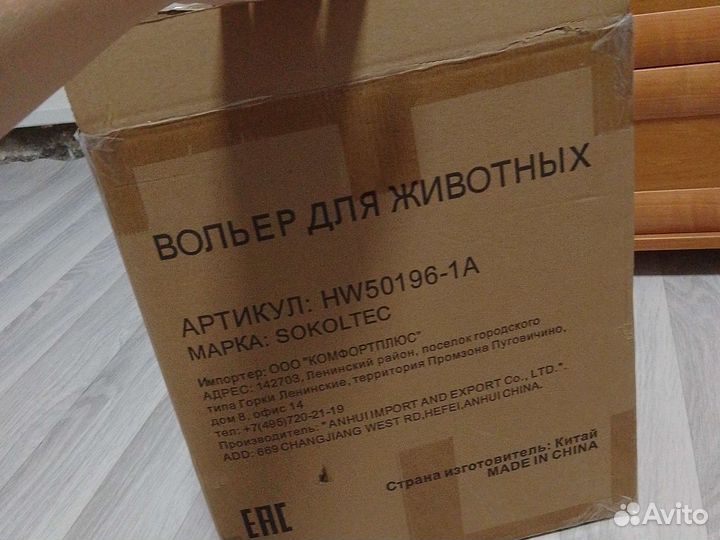 ВОЛЬЕР ДЛЯ ЖИВОТНЫХ
АРТИКУЛ: HW50196-1A
МАРКА: SOKOLTEC
Импортер: ООО "КОМФОРТПЛЮС"
АДРЕС: 142703, Ленинский район, поселок городского
типа Горки Ленинские, территория Промзона Пуговичино,
дом 8, офис 14
тел: +7(495)720-21-19
Производитель: "ANHUI IMPORT AND EXPORT Co., LTD.".
ADD: 669 CHANGJIANG WEST RD,HEFEI,ANHUI CHINA.
Страна изготовитель: Китай
MADE IN CHINA
EAC
Avito